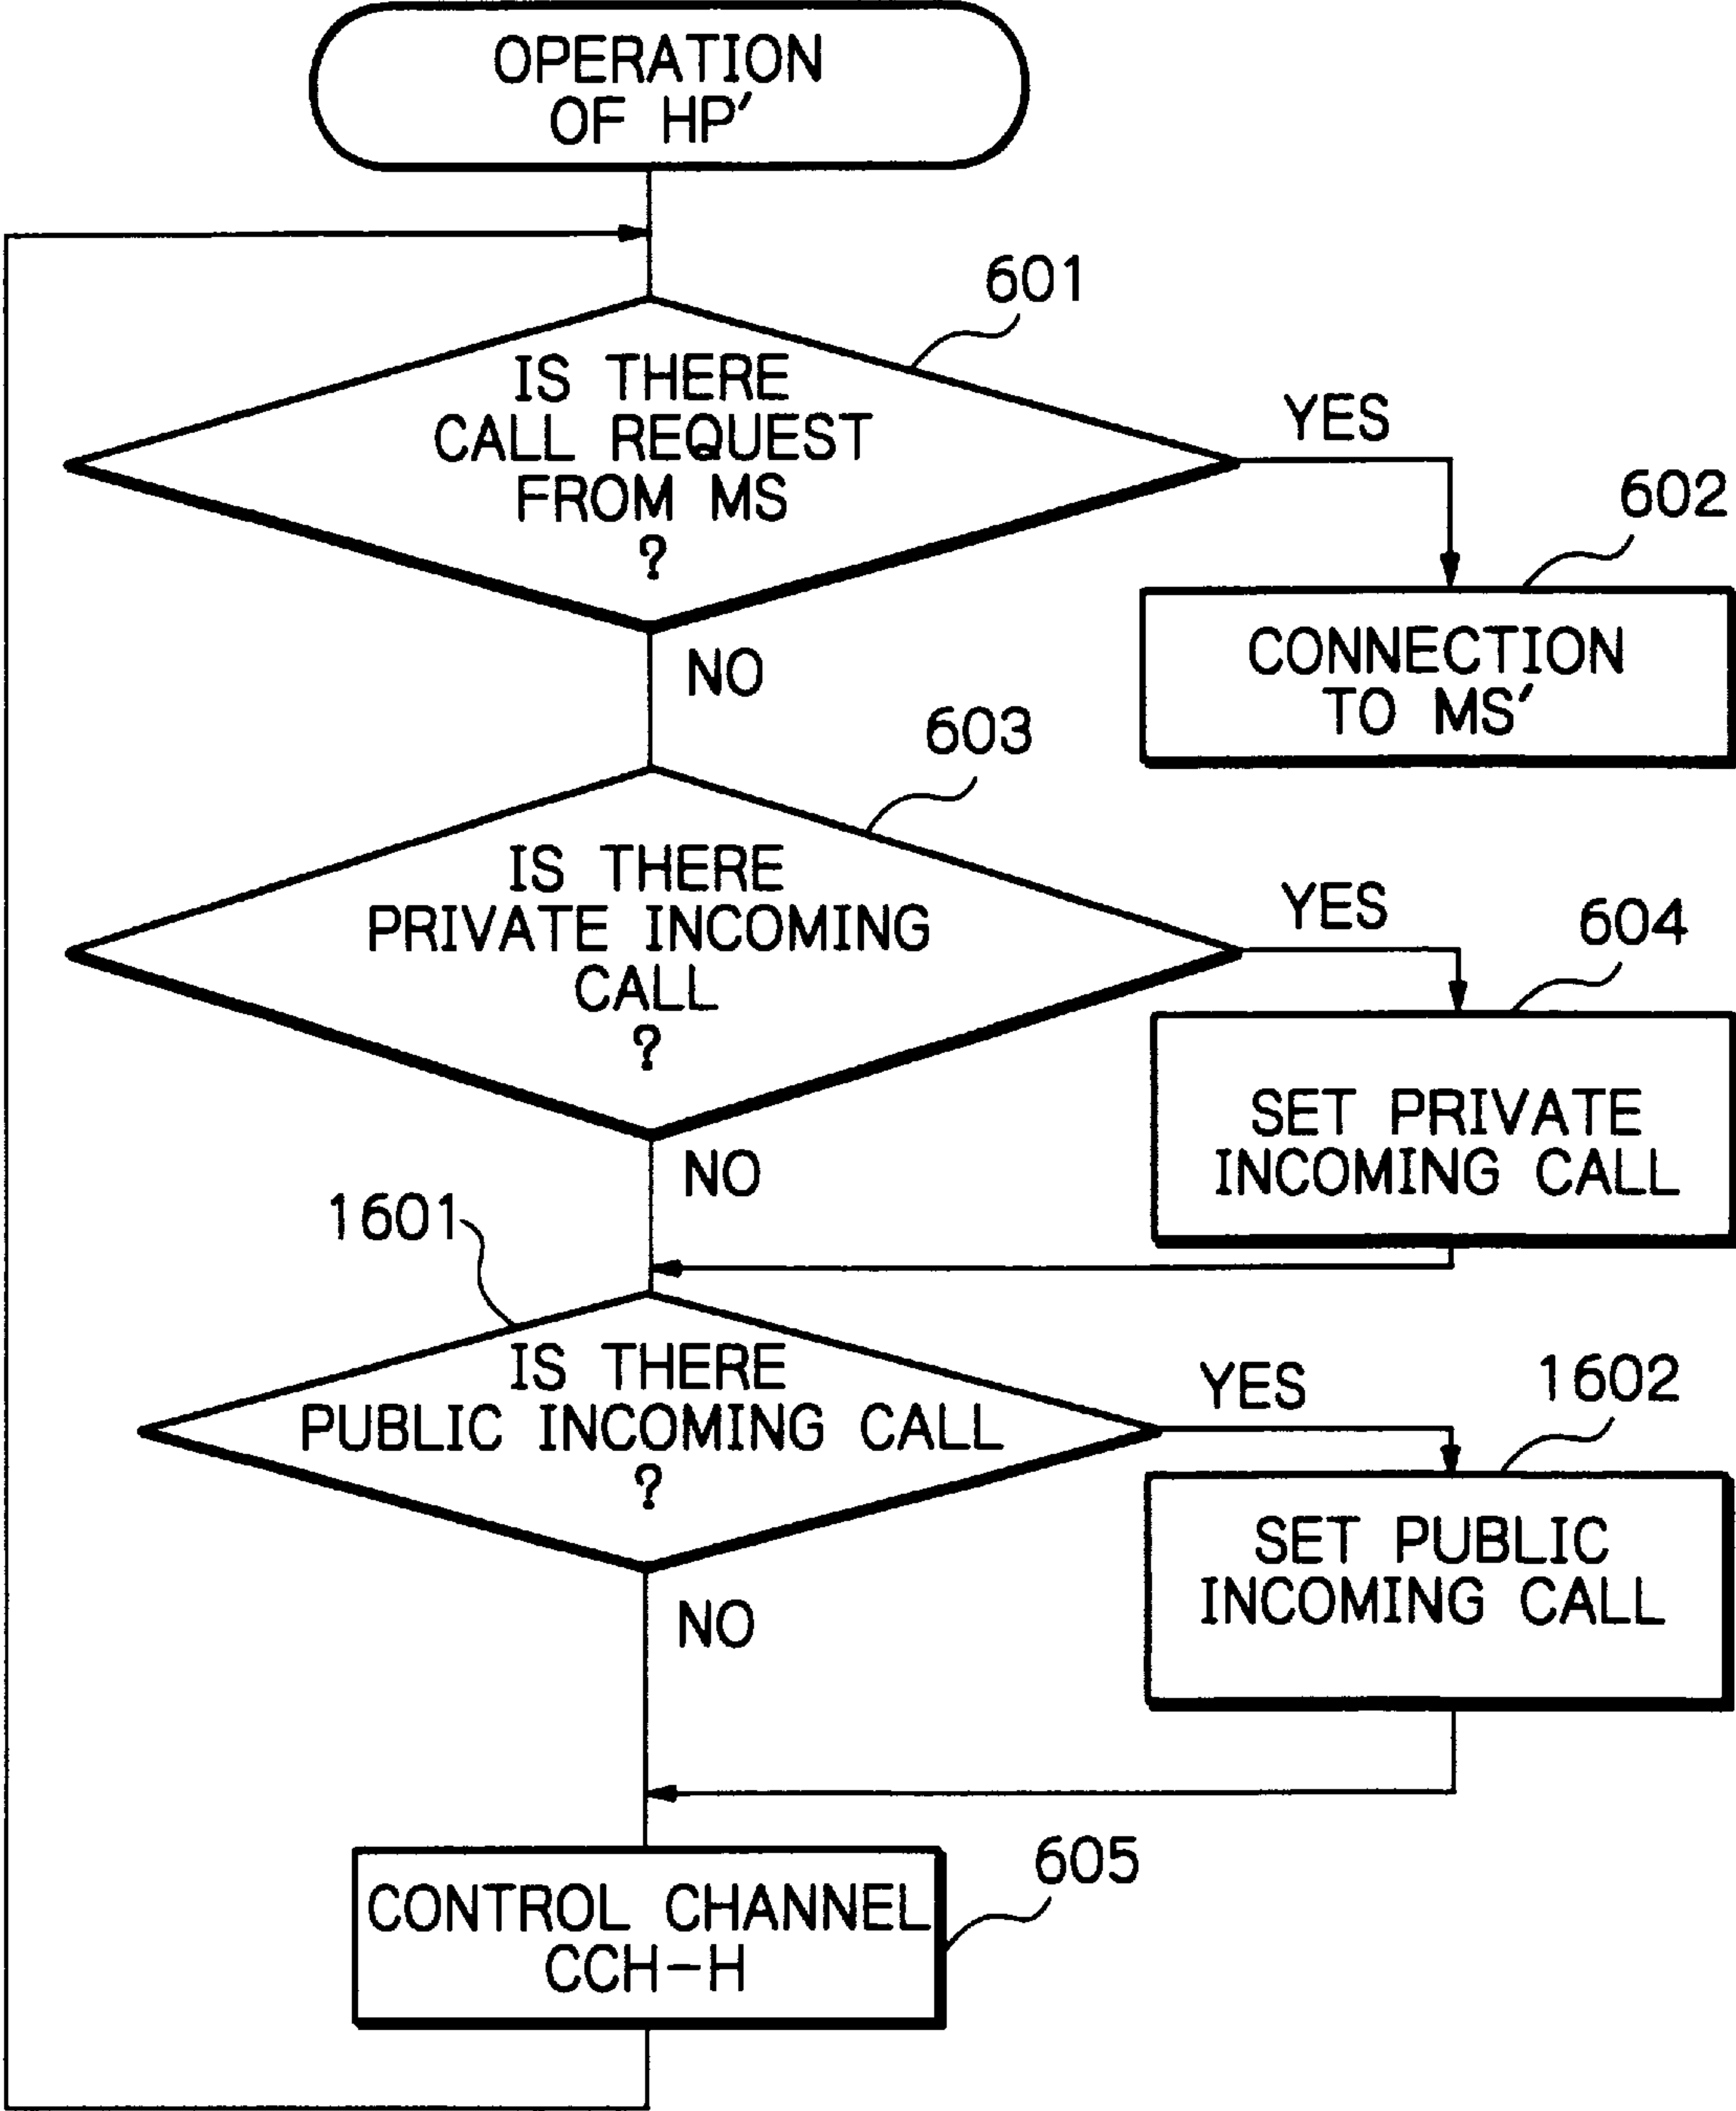 OPERATION
OF HP′
601
IS THERE
CALL REQUEST
FROM MS
?
YES
602
CONNECTION
TO MS′
NO
603
IS THERE
PRIVATE INCOMING
CALL
?
YES
604
SET PRIVATE
INCOMING CALL
NO
1601
IS THERE
PUBLIC INCOMING CALL
?
YES
1602
SET PUBLIC
INCOMING CALL
NO
605
CONTROL CHANNEL
CCH-H